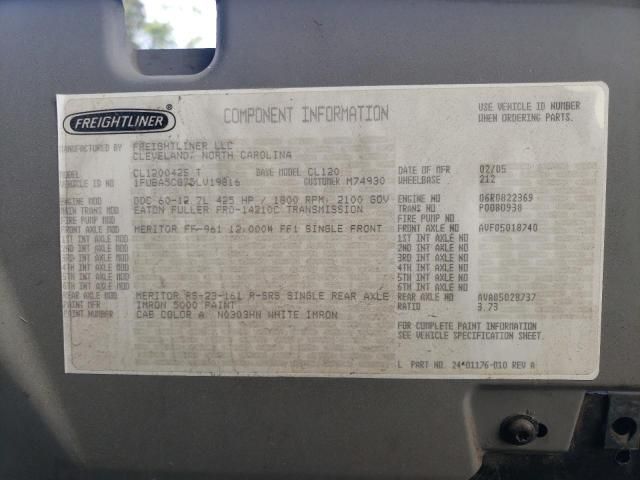 FREIGHTLINER ®
COMPONENT INFORMATION
USE VEHICLE ID NUMBER
WHEN ORDERING PARTS.
MANUFACTURER FREIGHTLINER LLC
CLEVELAND, NORTH CAROLINA
MODEL CL120042S T BASE MODEL CL120 DATE OF MFR 02/05
CUSTOMER M74930 WHEELBASE 212
ENGINE MOD DDC 60-12.7L 425 HP / 1800 RPM, 2100 GOV ENGINE NO 06R0822369
MAIN TRANS MOD EATON FULLER FRO-14210C TRANSMISSION TRANS NO P0080938
FIRE PUMP MOD FIRE PUMP NO
FRONT AXLE MOD MERITOR FF-961 12,000# FF1 SINGLE FRONT FRONT AXLE NO AVF05018740
1ST INT AXLE MOD 1ST INT AXLE NO
2ND INT AXLE MOD 2ND INT AXLE NO
3RD INT AXLE MOD 3RD INT AXLE NO
4TH INT AXLE MOD 4TH INT AXLE NO
5TH INT AXLE MOD 5TH INT AXLE NO
6TH INT AXLE MOD 6TH INT AXLE NO
REAR AXLE MOD MERITOR RS-23-161 R-SRS SINGLE REAR AXLE REAR AXLE NO AVA05028737
PAINT MFR IMRON 5000 PAINT RATIO 3.73
PAINT NUMBER CAB COLOR A N0303HN WHITE IMRON
FOR COMPLETE PAINT INFORMATION
SEE VEHICLE SPECIFICATION SHEET.
L PART NO. 24-01176-010 REV A